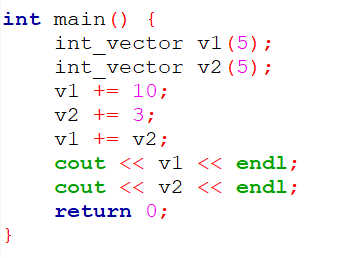 int main() {
    int_vector v1(5);
    int_vector v2(5);
    v1 += 10;
    v2 += 3;
    v1 += v2;
    cout << v1 << endl;
    cout << v2 << endl;
    return 0;
}